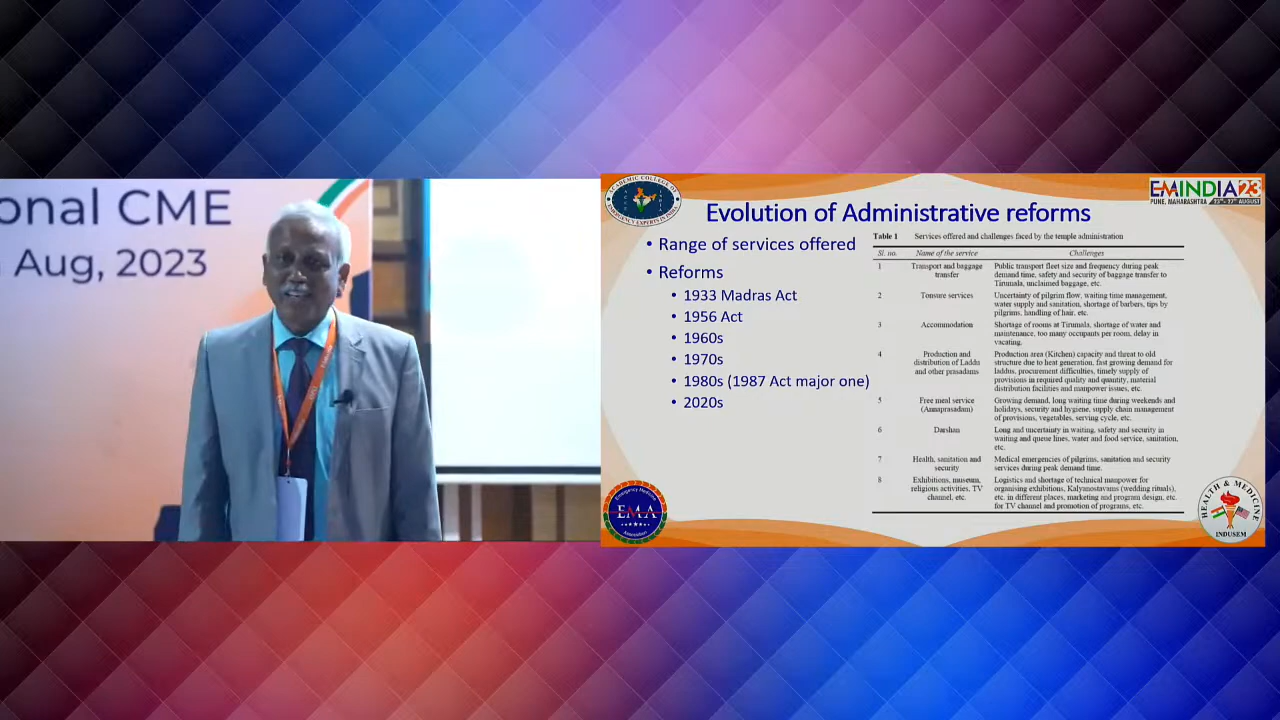 onal CME
Aug, 2023
ACADEMIC COLLEGE OF
EMERGENCY EXPERTS IN INDIA
EMINDIA23
PUNE, MAHARASHTRA 23RD - 27TH AUGUST
Evolution of Administrative reforms
• Range of services offered
• Reforms
• 1933 Madras Act
• 1956 Act
• 1960s
• 1970s
• 1980s (1987 Act major one)
• 2020s
Table 1 Services offered and challenges faced by the temple administration
Sl. no. Name of the service Challenges
1 Transport and baggage Public transport fleet size and frequency during peak
transfer demand time, safety and security of baggage transfer to
Tirumala, unclaimed baggage, etc.
2 Tonsure services Uncertainty of pilgrim flow, waiting time management,
water supply and sanitation, shortage of barbers, tips by
pilgrims, handling of hair, etc.
3 Accommodation Shortage of rooms at Tirumala, shortage of water and
maintenance, too many occupants per room, delay in
vacating.
4 Production and Production area (Kitchen) capacity and threat to old
distribution of Laddu structure due to heat generation, fast growing demand for
and other prasadams laddus, procurement difficulties, timely supply of
provisions in required quality and quantity, material
distribution facilities and manpower issues, etc.
5 Free meal service Growing demand, long waiting time during weekends and
(Annaprasadam) holidays, security and hygiene, supply chain management
of provisions, vegetables, serving cycle, etc.
6 Darshan Long and uncertainty in waiting, safety and security in
waiting and queue lines, water and food service, sanitation,
etc.
7 Health, sanitation and Medical emergencies of pilgrims, sanitation and security
security services during peak demand time.
8 Exhibitions, museum, Logistics and shortage of technical manpower for
religious activities, TV organising exhibitions, Kalyanostavams (wedding rituals),
channel, etc. etc. in different places, marketing and program design, etc.
for TV channel and promotion of programs, etc.
Emergency Medicine
EMA
Association
HEALTH & MEDICINE
INDUSEM